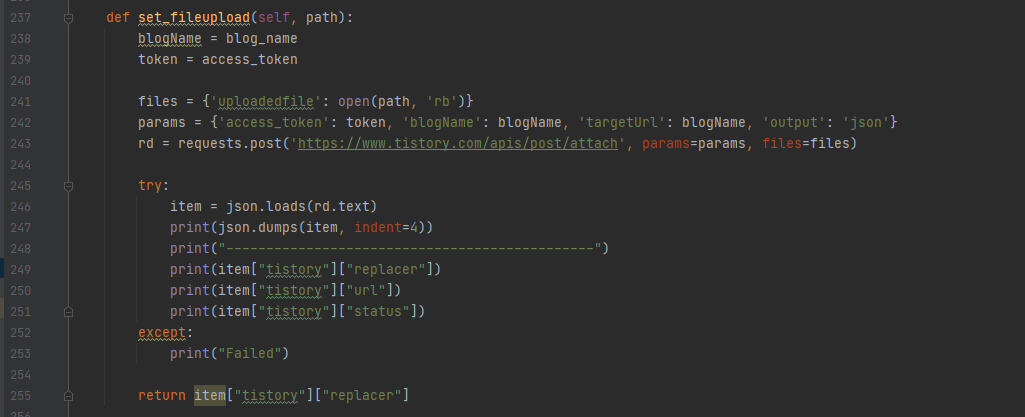 237 def set_fileupload(self, path):
238 blogName = blog_name
239 token = access_token
240
241 files = {'uploadedfile': open(path, 'rb')}
242 params = {'access_token': token, 'blogName': blogName, 'targetUrl': blogName, 'output': 'json'}
243 rd = requests.post('https://www.tistory.com/apis/post/attach', params=params, files=files)
244
245 try:
246 item = json.loads(rd.text)
247 print(json.dumps(item, indent=4))
248 print("----------------------------------------------")
249 print(item["tistory"]["replacer"])
250 print(item["tistory"]["url"])
251 print(item["tistory"]["status"])
252 except:
253 print("Failed")
254
255 return item["tistory"]["replacer"]